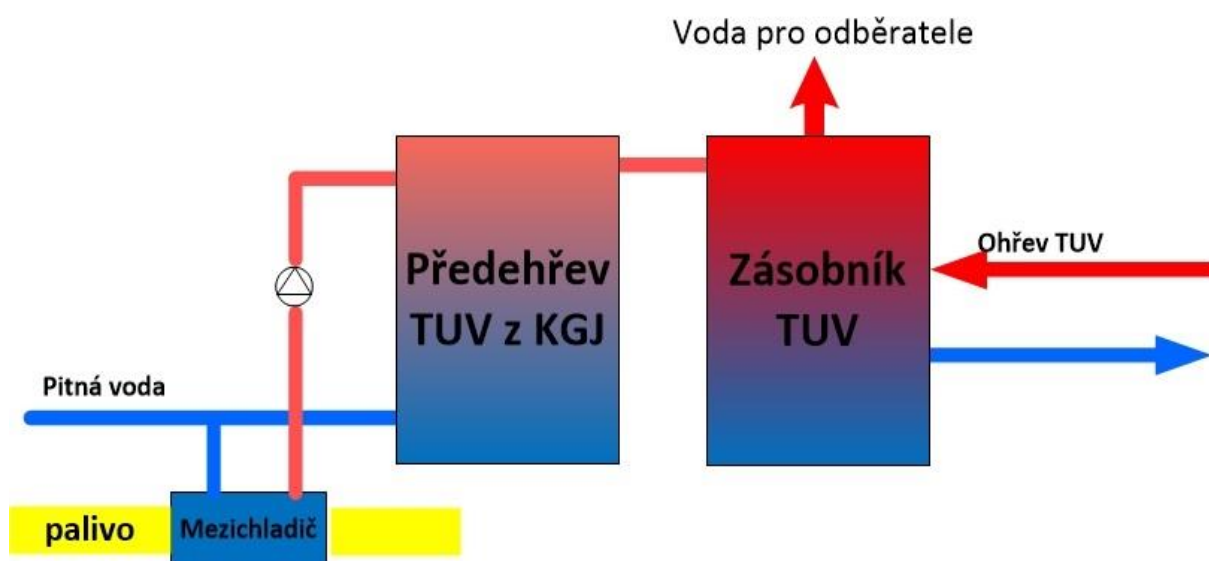 Voda pro odběratele
Předehřev
TUV z KGJ
Zásobník
TUV
Ohřev TUV
Pitná voda
palivo
Mezichladič